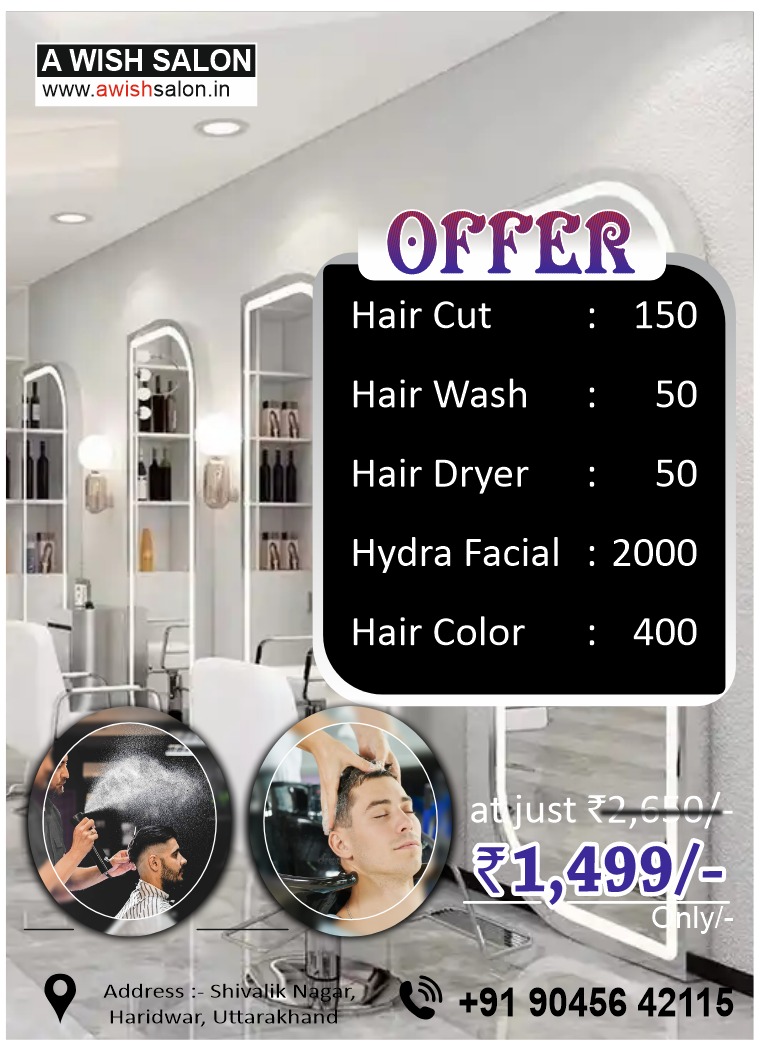 A WISH SALON
www.awishsalon.in
OFFER
Hair Cut : 150
Hair Wash : 50
Hair Dryer : 50
Hydra Facial : 2000
Hair Color : 400
at just ₹2,650/-
₹1,499/-
Only/-
Address :- Shivalik Nagar,
Haridwar, Uttarakhand
+91 90456 42115